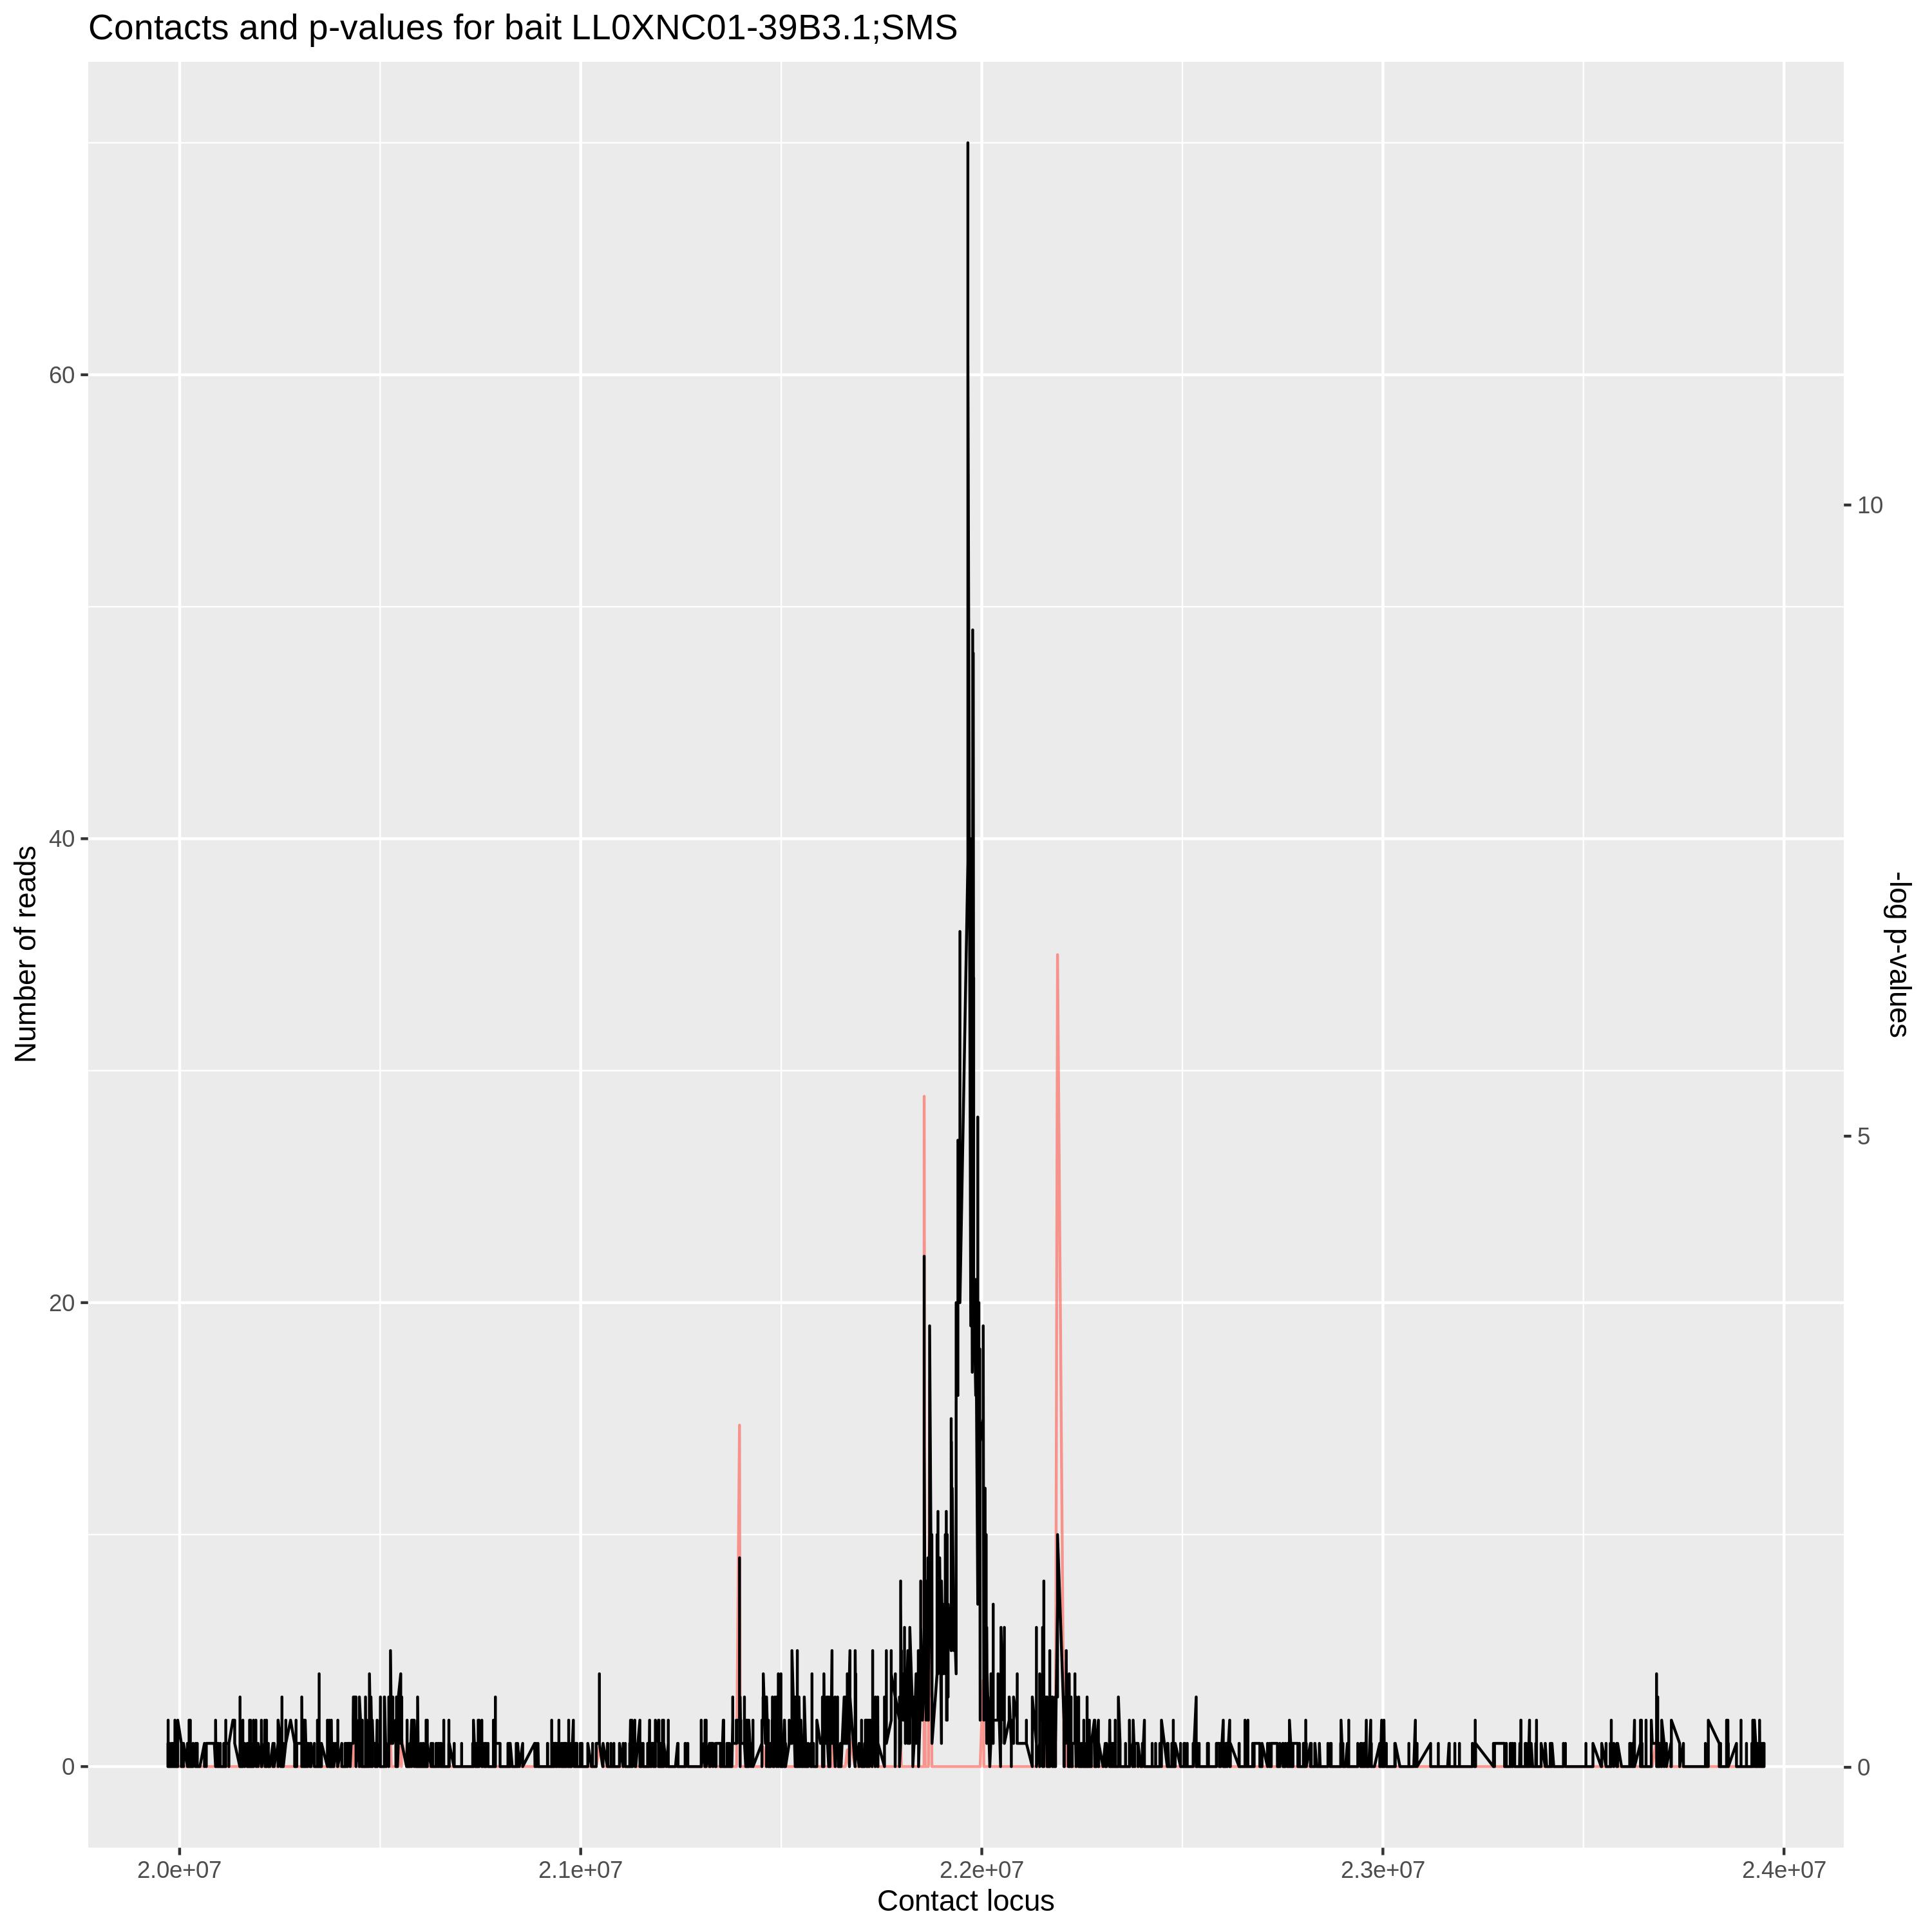 Contacts and p-values for bait LL0XNC01-39B3.1;SMS
60
40
20
0
Number of reads
10
5
0
-log p-values
2.0e+07
2.1e+07
2.2e+07
2.3e+07
2.4e+07
Contact locus